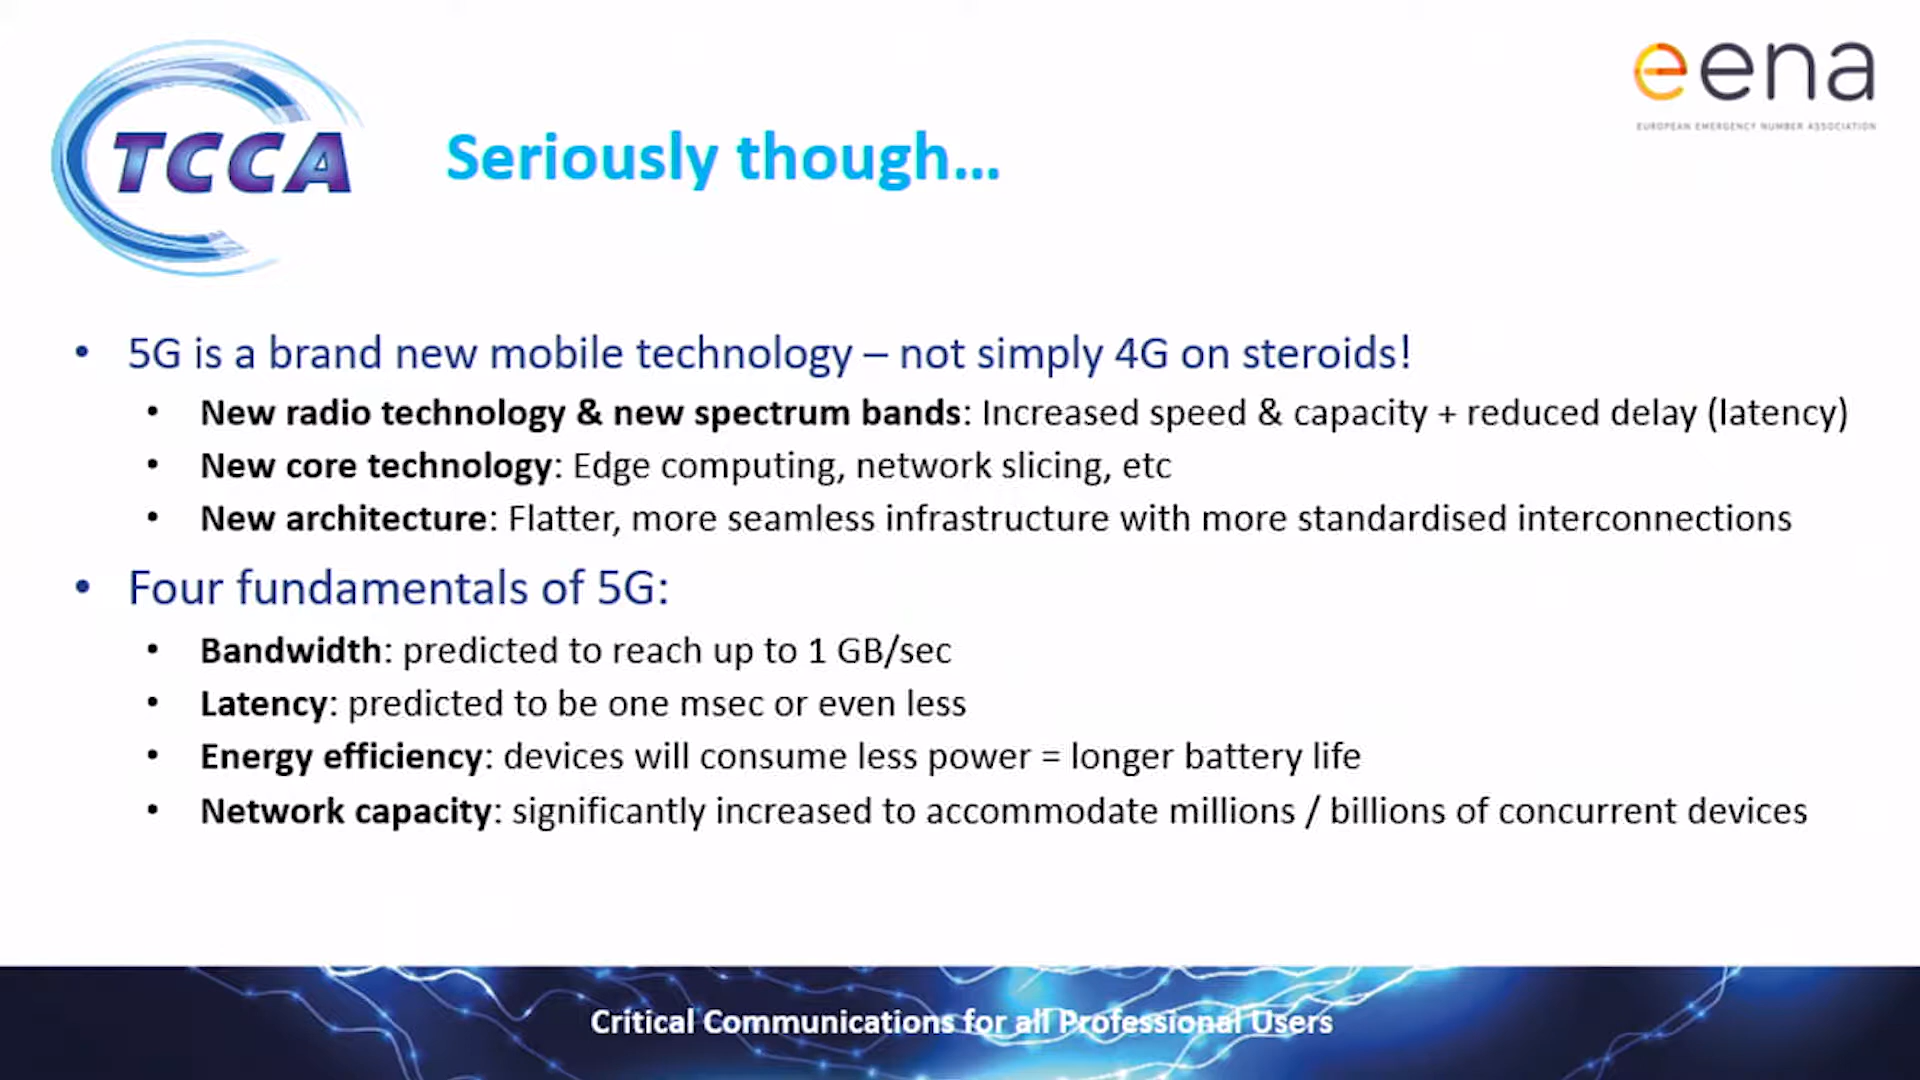 eena
EUROPEAN EMERGENCY NUMBER ASSOCIATION
TCCA
Seriously though...
• 5G is a brand new mobile technology – not simply 4G on steroids!
• New radio technology & new spectrum bands: Increased speed & capacity + reduced delay (latency)
• New core technology: Edge computing, network slicing, etc
• New architecture: Flatter, more seamless infrastructure with more standardised interconnections
• Four fundamentals of 5G:
• Bandwidth: predicted to reach up to 1 GB/sec
• Latency: predicted to be one msec or even less
• Energy efficiency: devices will consume less power = longer battery life
• Network capacity: significantly increased to accommodate millions / billions of concurrent devices
Critical Communications for all Professional Users